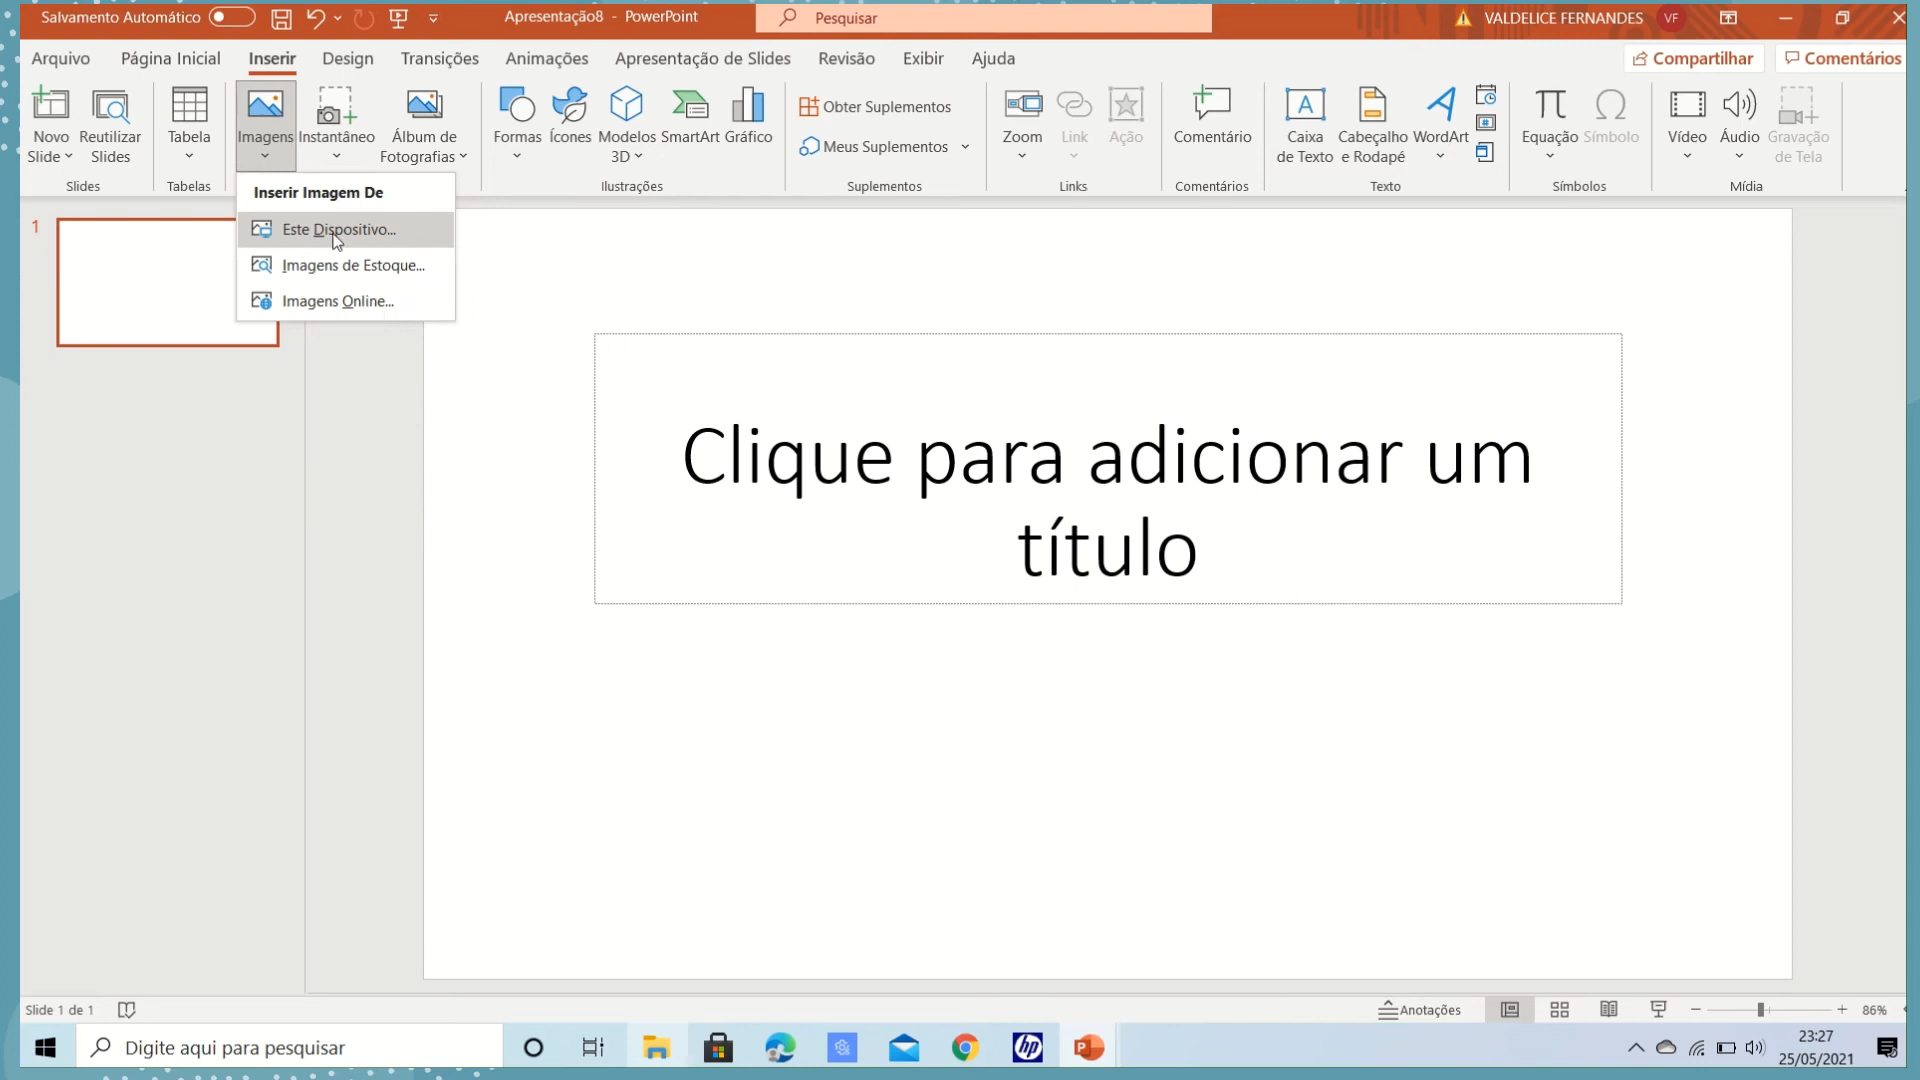 Salvamento Automático
Apresentação8 - PowerPoint
Pesquisar
VALDELICE FERNANDES VF
Arquivo Página Inicial Inserir Design Transições Animações Apresentação de Slides Revisão Exibir Ajuda
Compartilhar Comentários
Novo Slide
Reutilizar Slides
Slides
Tabela
Tabelas
Imagens
Instantâneo
Álbum de Fotografias
Formas
Ícones
Modelos 3D
SmartArt
Gráfico
Ilustrações
Obter Suplementos
Meus Suplementos
Suplementos
Zoom
Link
Ação
Links
Comentário
Comentários
Caixa de Texto
Cabeçalho e Rodapé
WordArt
Texto
Equação
Símbolo
Símbolos
Vídeo
Áudio
Gravação de Tela
Mídia
Inserir Imagem De
Este Dispositivo...
Imagens de Estoque...
Imagens Online...
1
Clique para adicionar um
título
Slide 1 de 1
Anotações
86%
Digite aqui para pesquisar
hp
P
23:27
25/05/2021